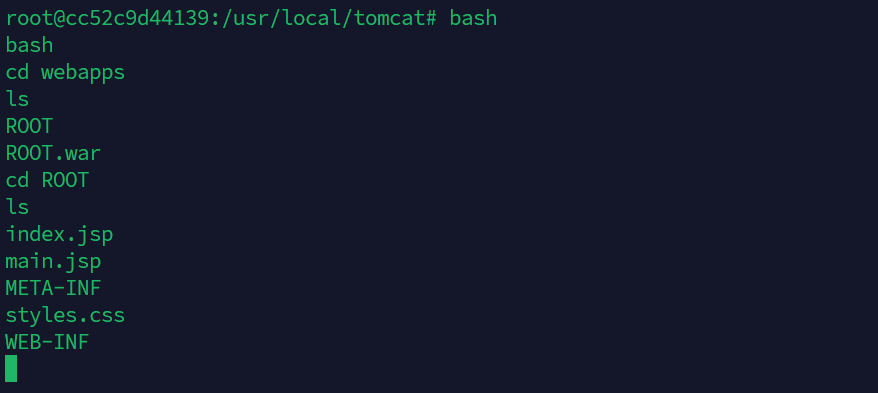 root@cc52c9d44139:/usr/local/tomcat# bash
bash
cd webapps
ls
ROOT
ROOT.war
cd ROOT
ls
index.jsp
main.jsp
META-INF
styles.css
WEB-INF